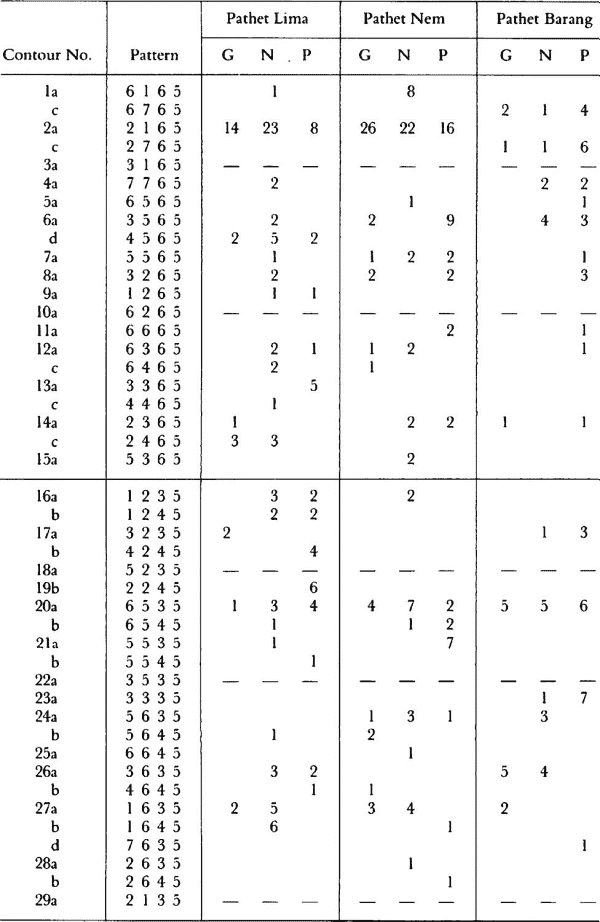 Pathet Lima Pathet Nem Pathet Barang
Contour No. Pattern G N . P G N P G N P
1a 6 1 6 5 1 8
c 6 7 6 5 2 1 4
2a 2 1 6 5 14 23 8 26 22 16
c 2 7 6 5 1 1 6
3a 3 1 6 5 — — — — — — — — —
4a 7 7 6 5 2 2 2
5a 6 5 6 5 1 1
6a 3 5 6 5 2 2 9 4 3
d 4 5 6 5 2 5 2
7a 5 5 6 5 1 1 2 2 1
8a 3 2 6 5 2 2 2 3
9a 1 2 6 5 1 1
10a 6 2 6 5 — — — — — — — — —
11a 6 6 6 5 2 1
12a 6 3 6 5 2 1 1 2 1
c 6 4 6 5 2 1
13a 3 3 6 5 5
c 4 4 6 5 1
14a 2 3 6 5 1 2 2 1 1
c 2 4 6 5 3 3
15a 5 3 6 5 2
16a 1 2 3 5 3 2 2
b 1 2 4 5 2 2
17a 3 2 3 5 2 1 3
b 4 2 4 5 4
18a 5 2 3 5 — — — — — — — — —
19b 2 2 4 5 6
20a 6 5 3 5 1 3 4 4 7 2 5 5 6
b 6 5 4 5 1 1 2
21a 5 5 3 5 1 7
b 5 5 4 5 1
22a 3 5 3 5 — — — — — — — — —
23a 3 3 3 5 1 7
24a 5 6 3 5 1 3 1 3
b 5 6 4 5 1 2
25a 6 6 4 5 1
26a 3 6 3 5 3 2 5 4
b 4 6 4 5 1 1
27a 1 6 3 5 2 5 3 4 2
b 1 6 4 5 6 1
d 7 6 3 5 1
28a 2 6 3 5 1
b 2 6 4 5 1
29a 2 1 3 5 — — — — — — — — —